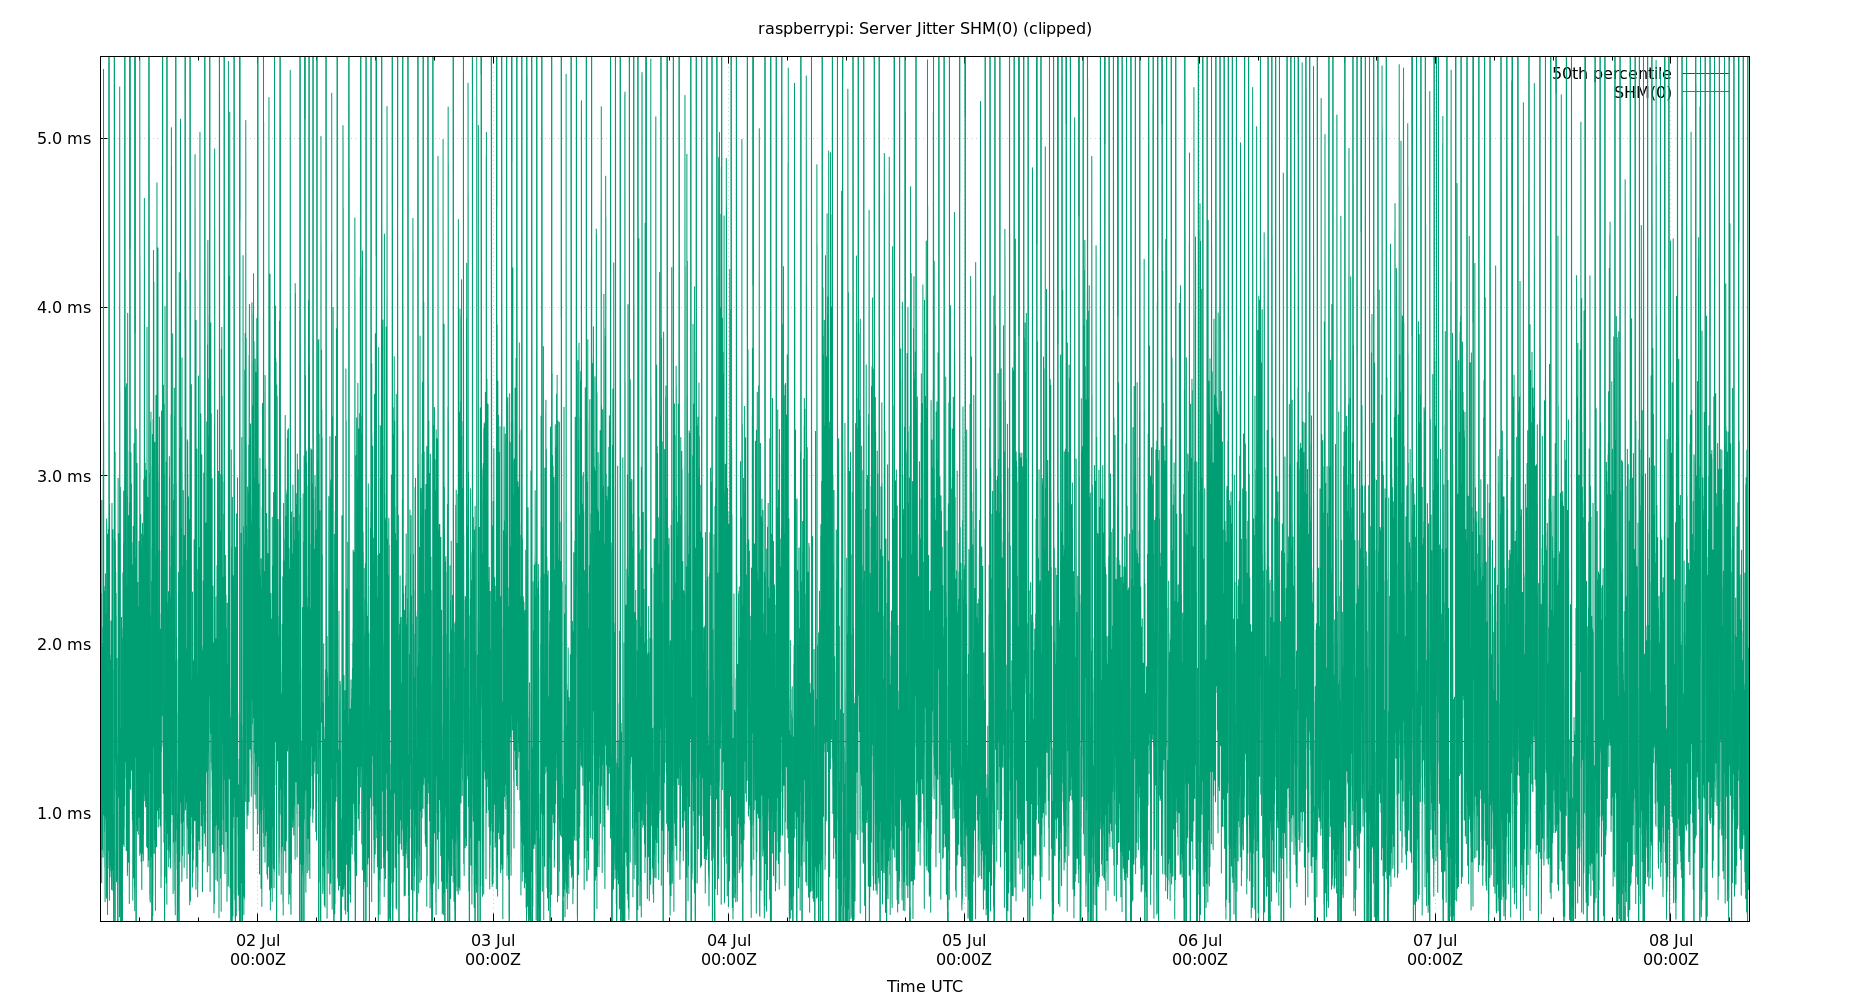 raspberrypi: Server Jitter SHM(0) (clipped)
50th percentile
SHM(0)
5.0 ms
4.0 ms
3.0 ms
2.0 ms
1.0 ms
02 Jul 03 Jul 04 Jul 05 Jul 06 Jul 07 Jul 08 Jul
00:00Z 00:00Z 00:00Z 00:00Z 00:00Z 00:00Z 00:00Z
Time UTC